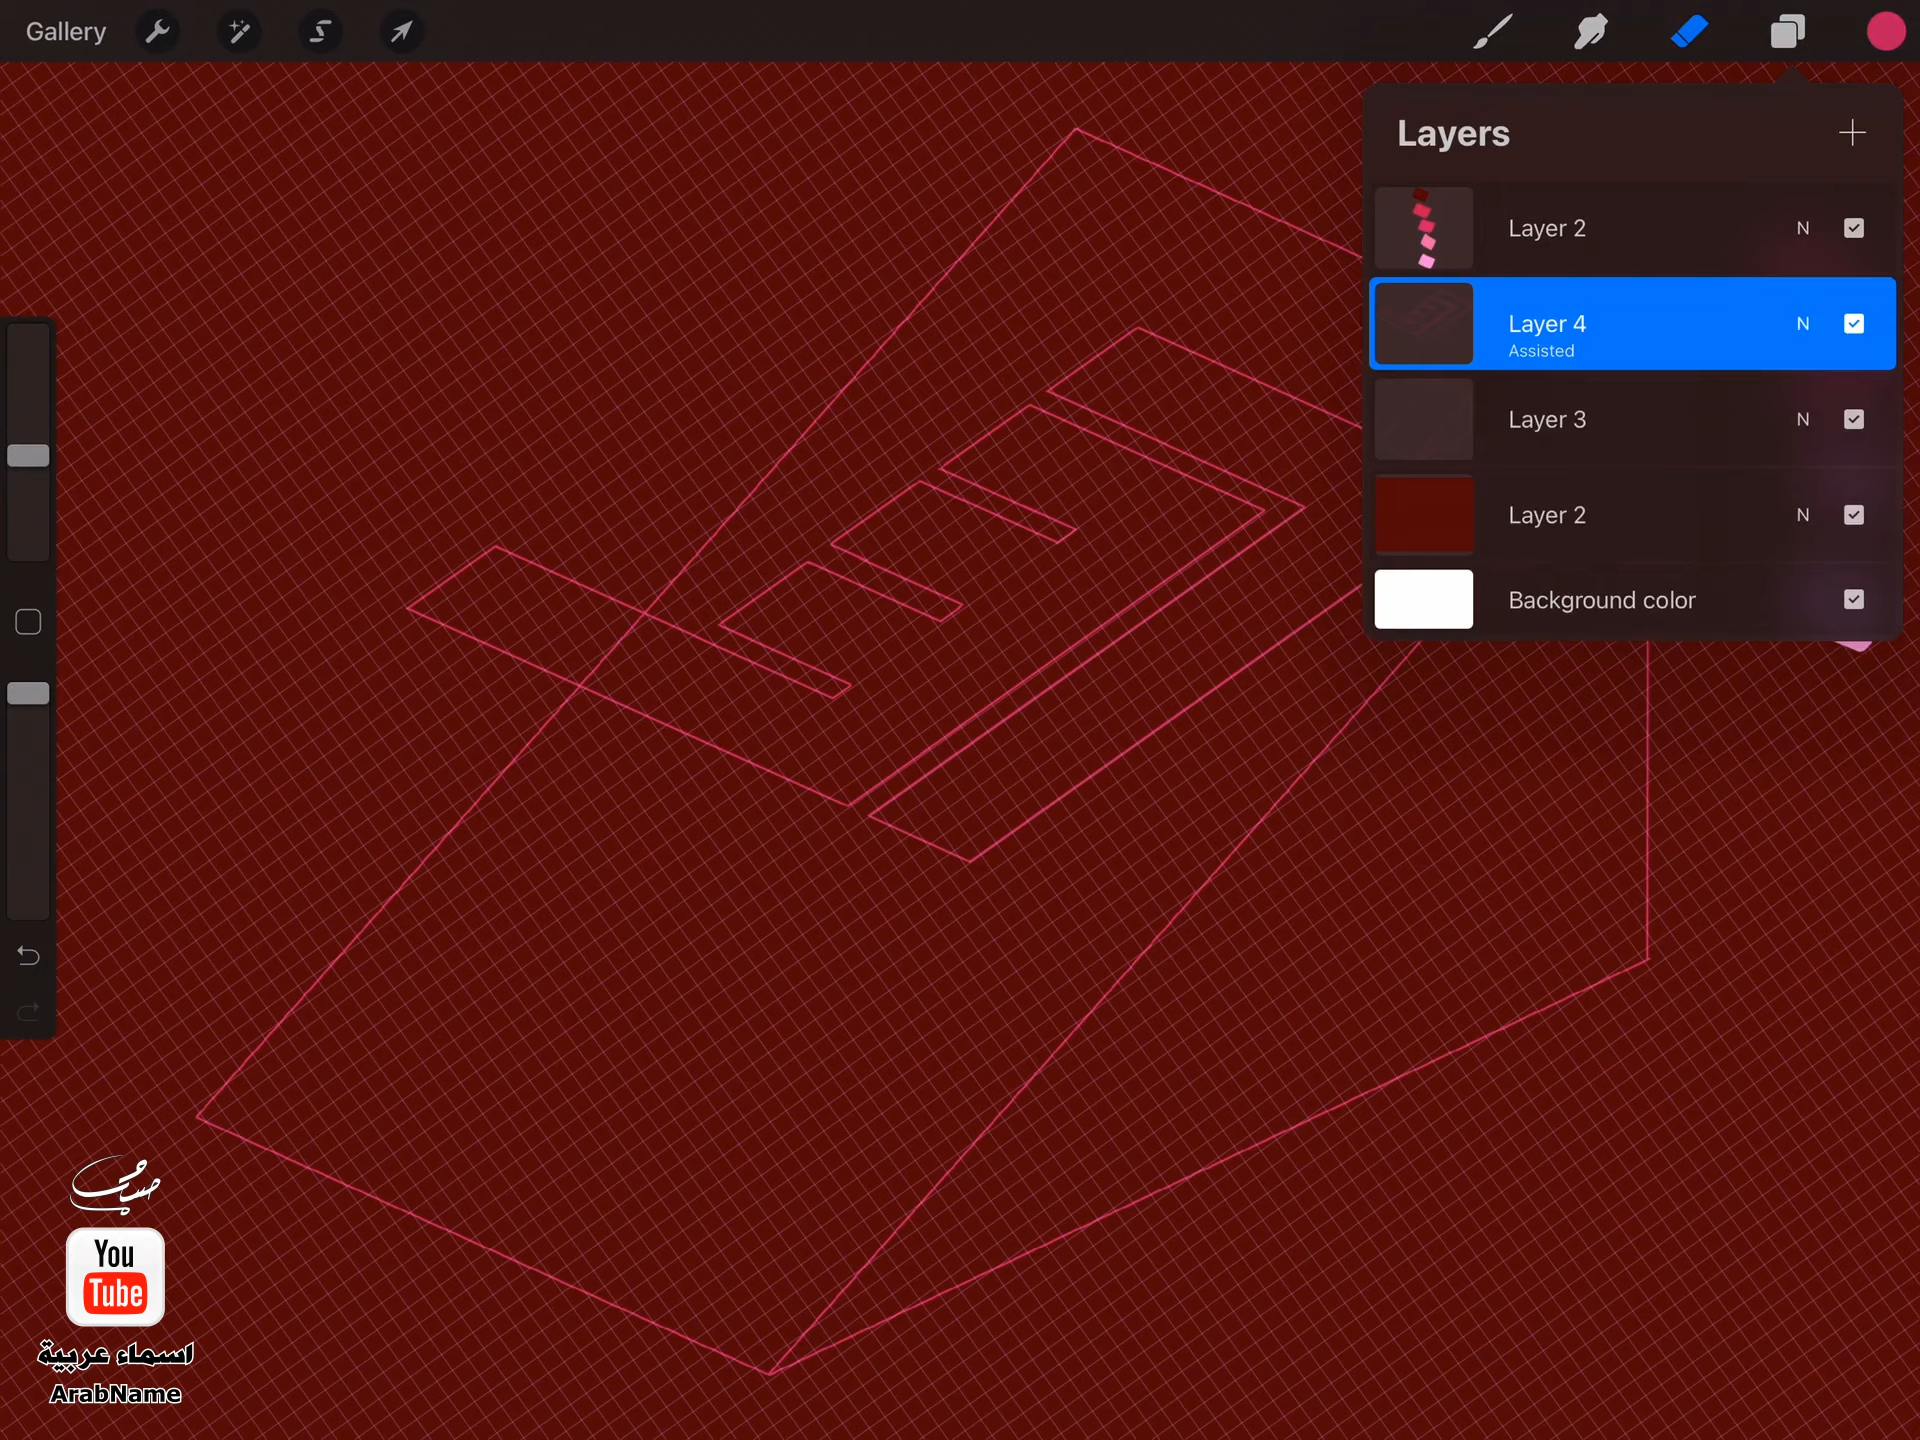 Gallery
Layers
Layer 2 N
Layer 4 N
Assisted
Layer 3 N
Layer 2 N
Background color
You
Tube
اسماء عربية
ArabName